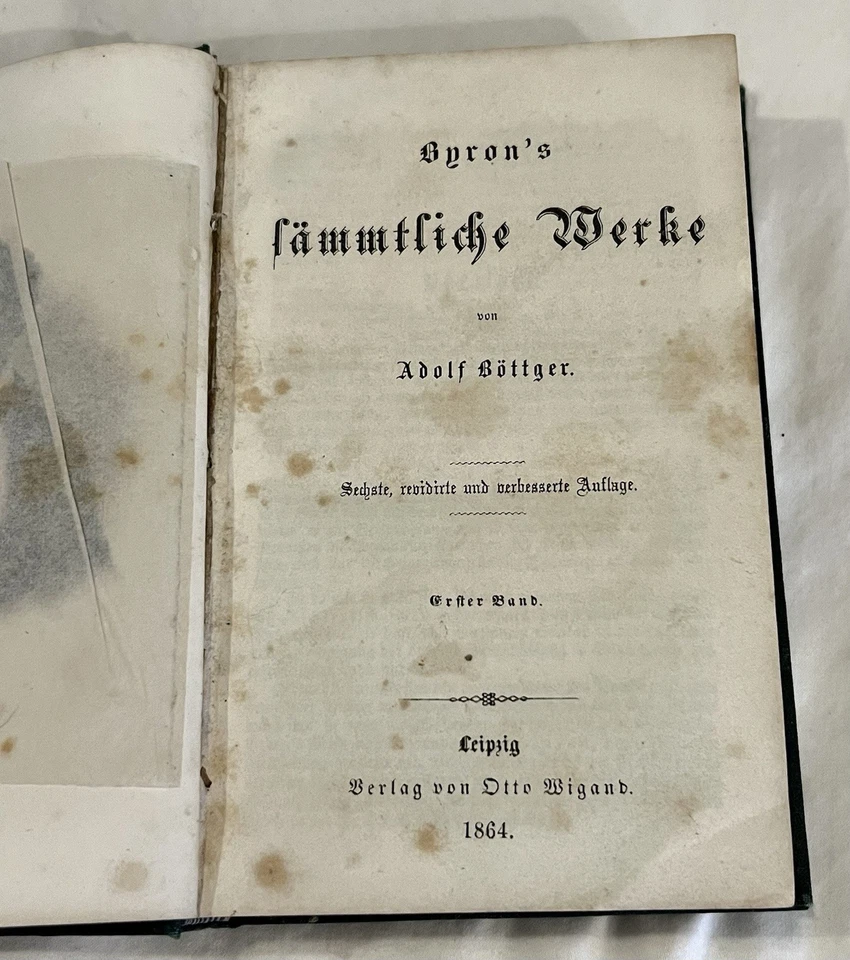 Byron's
sämmtliche Werke
von
Adolf Böttger.
Sechste, revidirte und verbesserte Auflage.
Erster Band.
Leipzig
Verlag von Otto Wigand.
1864.